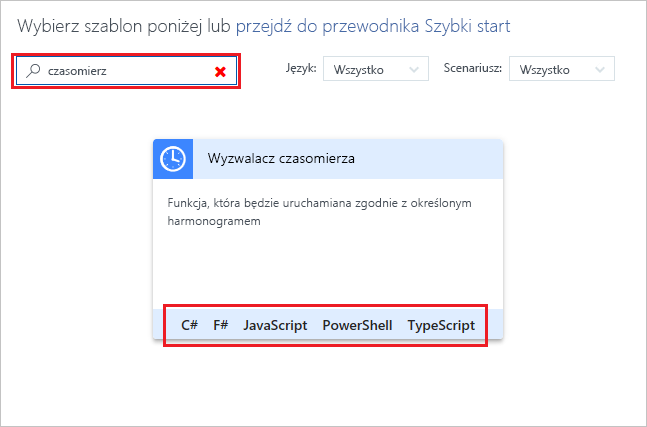 Wybierz szablon poniżej lub przejdź do przewodnika Szybki start
czasomierz
Język: Wszystko Scenariusz: Wszystko
Wyzwalacz czasomierza
Funkcja, która będzie uruchamiana zgodnie z określonym
harmonogramem
C# F# JavaScript PowerShell TypeScript